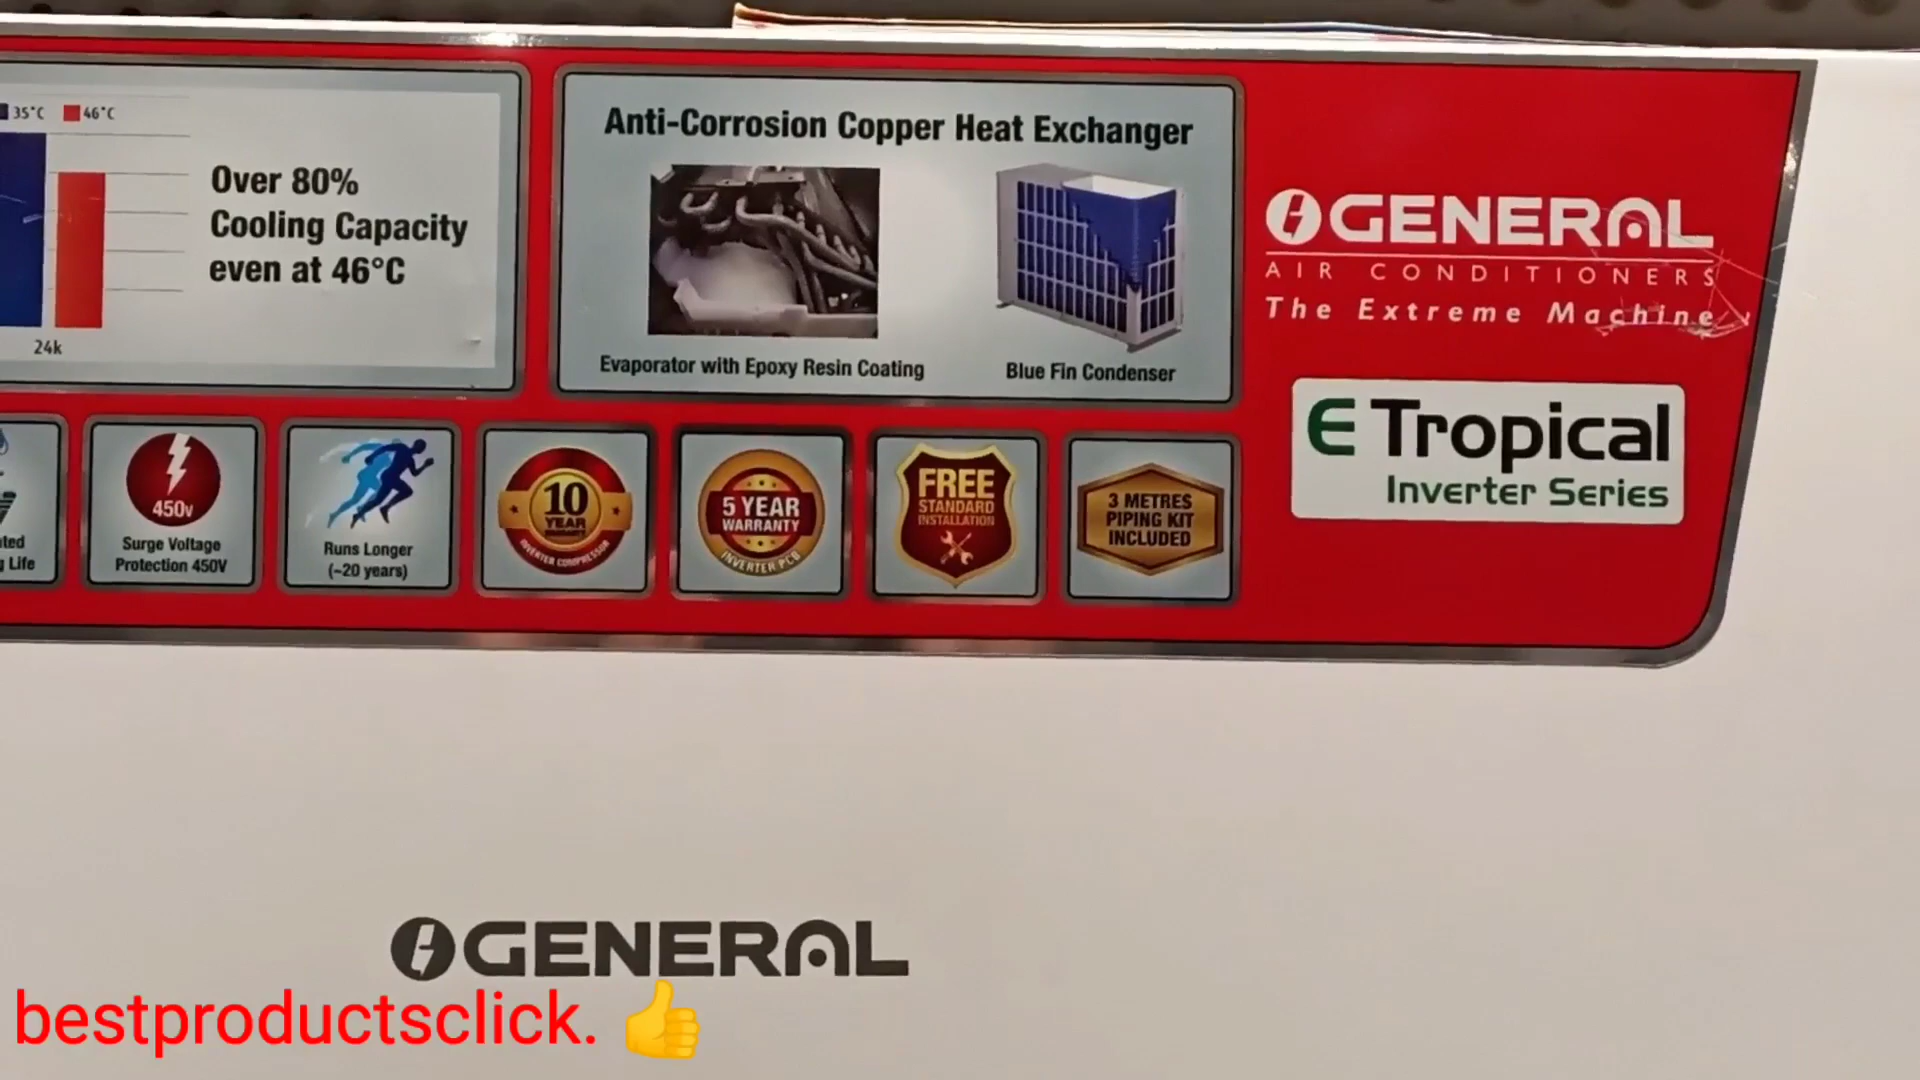 35°C 46°C
24k
Over 80%
Cooling Capacity
even at 46°C
Anti-Corrosion Copper Heat Exchanger
Evaporator with Epoxy Resin Coating
Blue Fin Condenser
GENERAL
AIR CONDITIONERS
The Extreme Machine
E Tropical
Inverter Series
Life
450v
Surge Voltage
Protection 450V
Runs Longer
(~20 years)
10
YEAR
WARRANTY
INVERTER COMPRESSOR
5 YEAR
WARRANTY
INVERTER PCB
FREE
STANDARD
INSTALLATION
3 METRES
PIPING KIT
INCLUDED
GENERAL
bestproductsclick. 👍